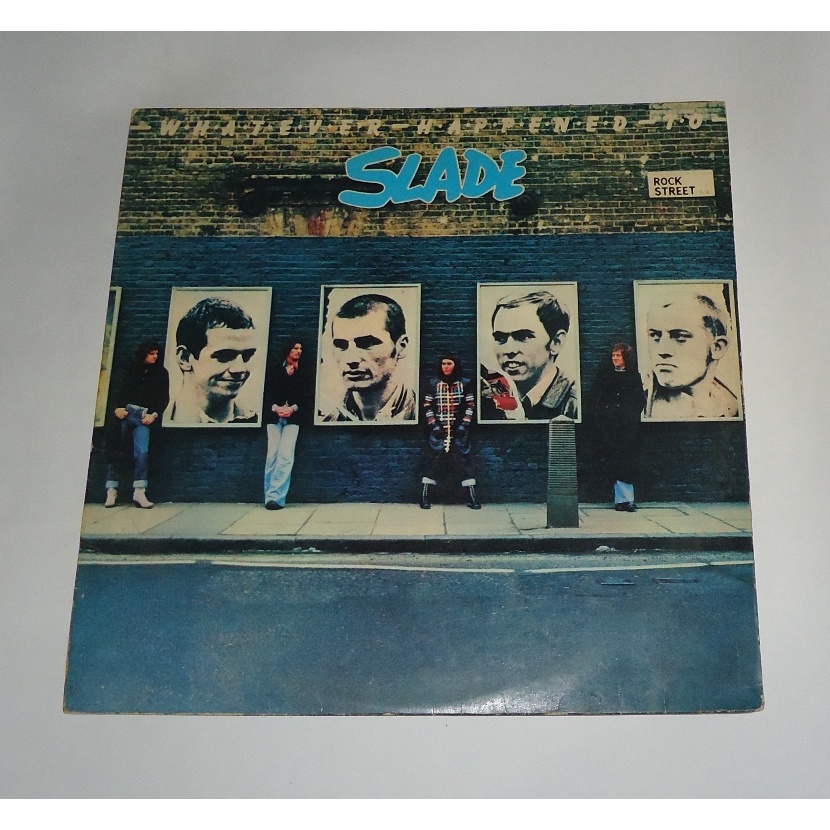 WHATEVER HAPPENED TO
SLADE
ROCK
STREET